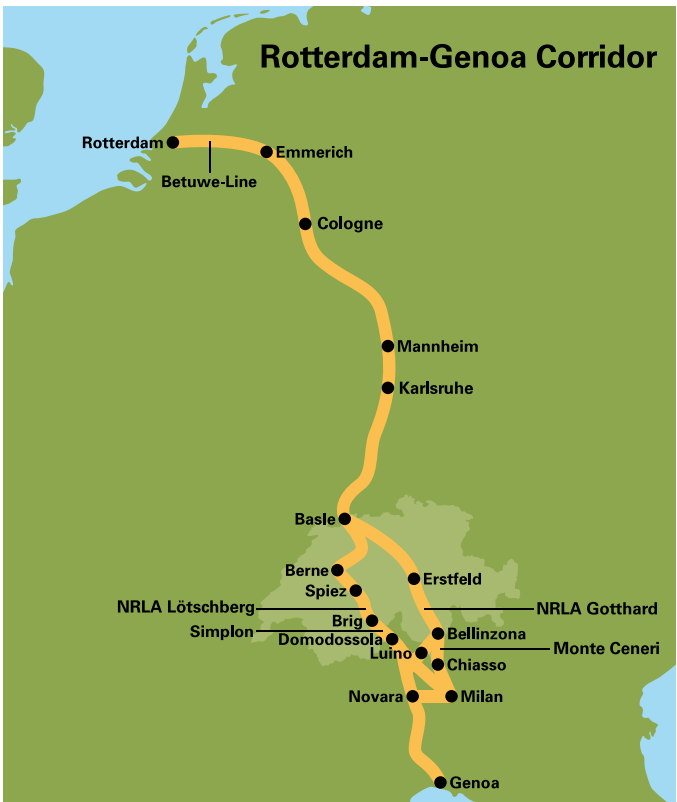 Rotterdam-Genoa Corridor
Rotterdam
Emmerich
Betuwe-Line
Cologne
Mannheim
Karlsruhe
Basle
Berne
Erstfeld
Spiez
NRLA Lötschberg
NRLA Gotthard
Brig
Simplon
Bellinzona
Domodossola
Monte Ceneri
Luino
Chiasso
Novara
Milan
Genoa